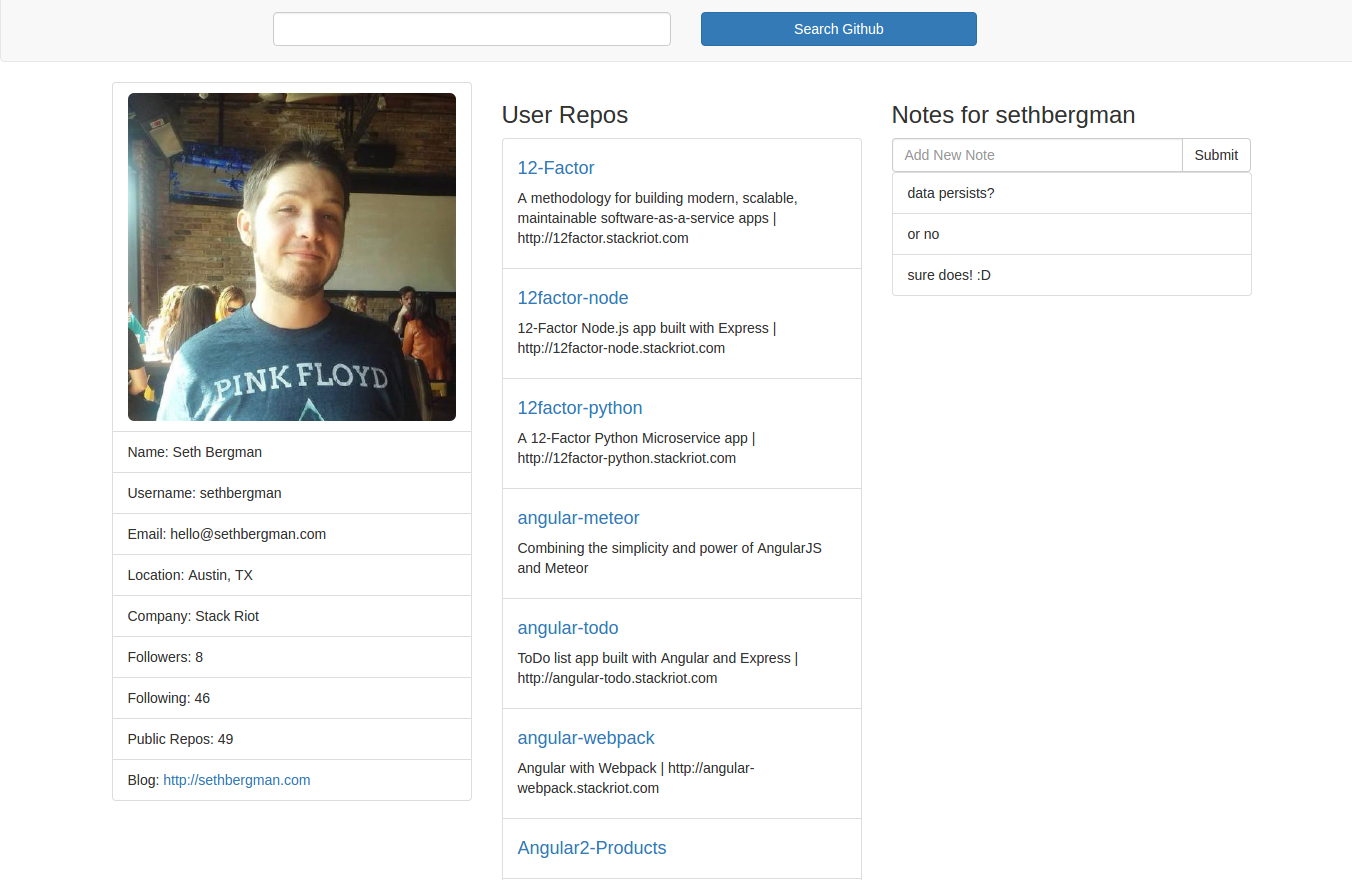 Search Github
PINK FLOYD
Name: Seth Bergman
Username: sethbergman
Email: hello@sethbergman.com
Location: Austin, TX
Company: Stack Riot
Followers: 8
Following: 46
Public Repos: 49
Blog: http://sethbergman.com
User Repos
12-Factor
A methodology for building modern, scalable,
maintainable software-as-a-service apps |
http://12factor.stackriot.com
12factor-node
12-Factor Node.js app built with Express |
http://12factor-node.stackriot.com
12factor-python
A 12-Factor Python Microservice app |
http://12factor-python.stackriot.com
angular-meteor
Combining the simplicity and power of AngularJS
and Meteor
angular-todo
ToDo list app built with Angular and Express |
http://angular-todo.stackriot.com
angular-webpack
Angular with Webpack | http://angular-
webpack.stackriot.com
Angular2-Products
Notes for sethbergman
Add New Note
Submit
data persists?
or no
sure does! :D